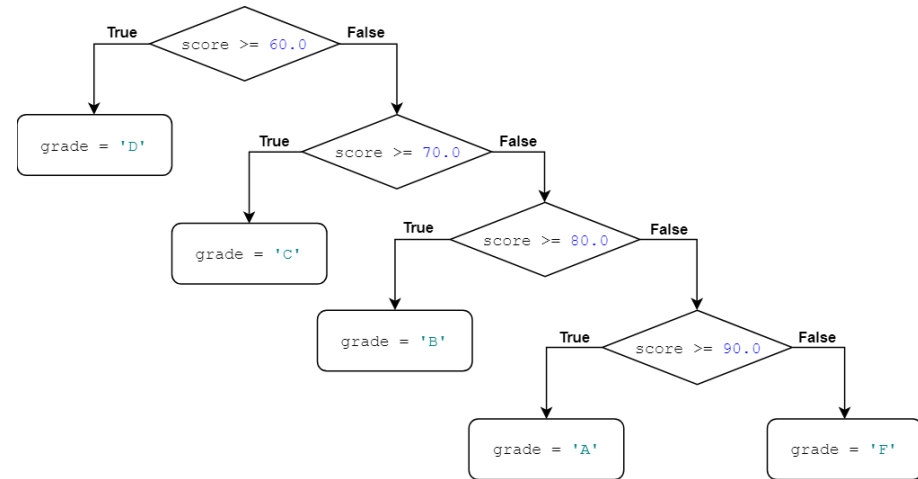 True
score >= 60.0
False
grade = 'D'
True
score >= 70.0
False
grade = 'C'
True
score >= 80.0
False
grade = 'B'
True
score >= 90.0
False
grade = 'A'
grade = 'F'